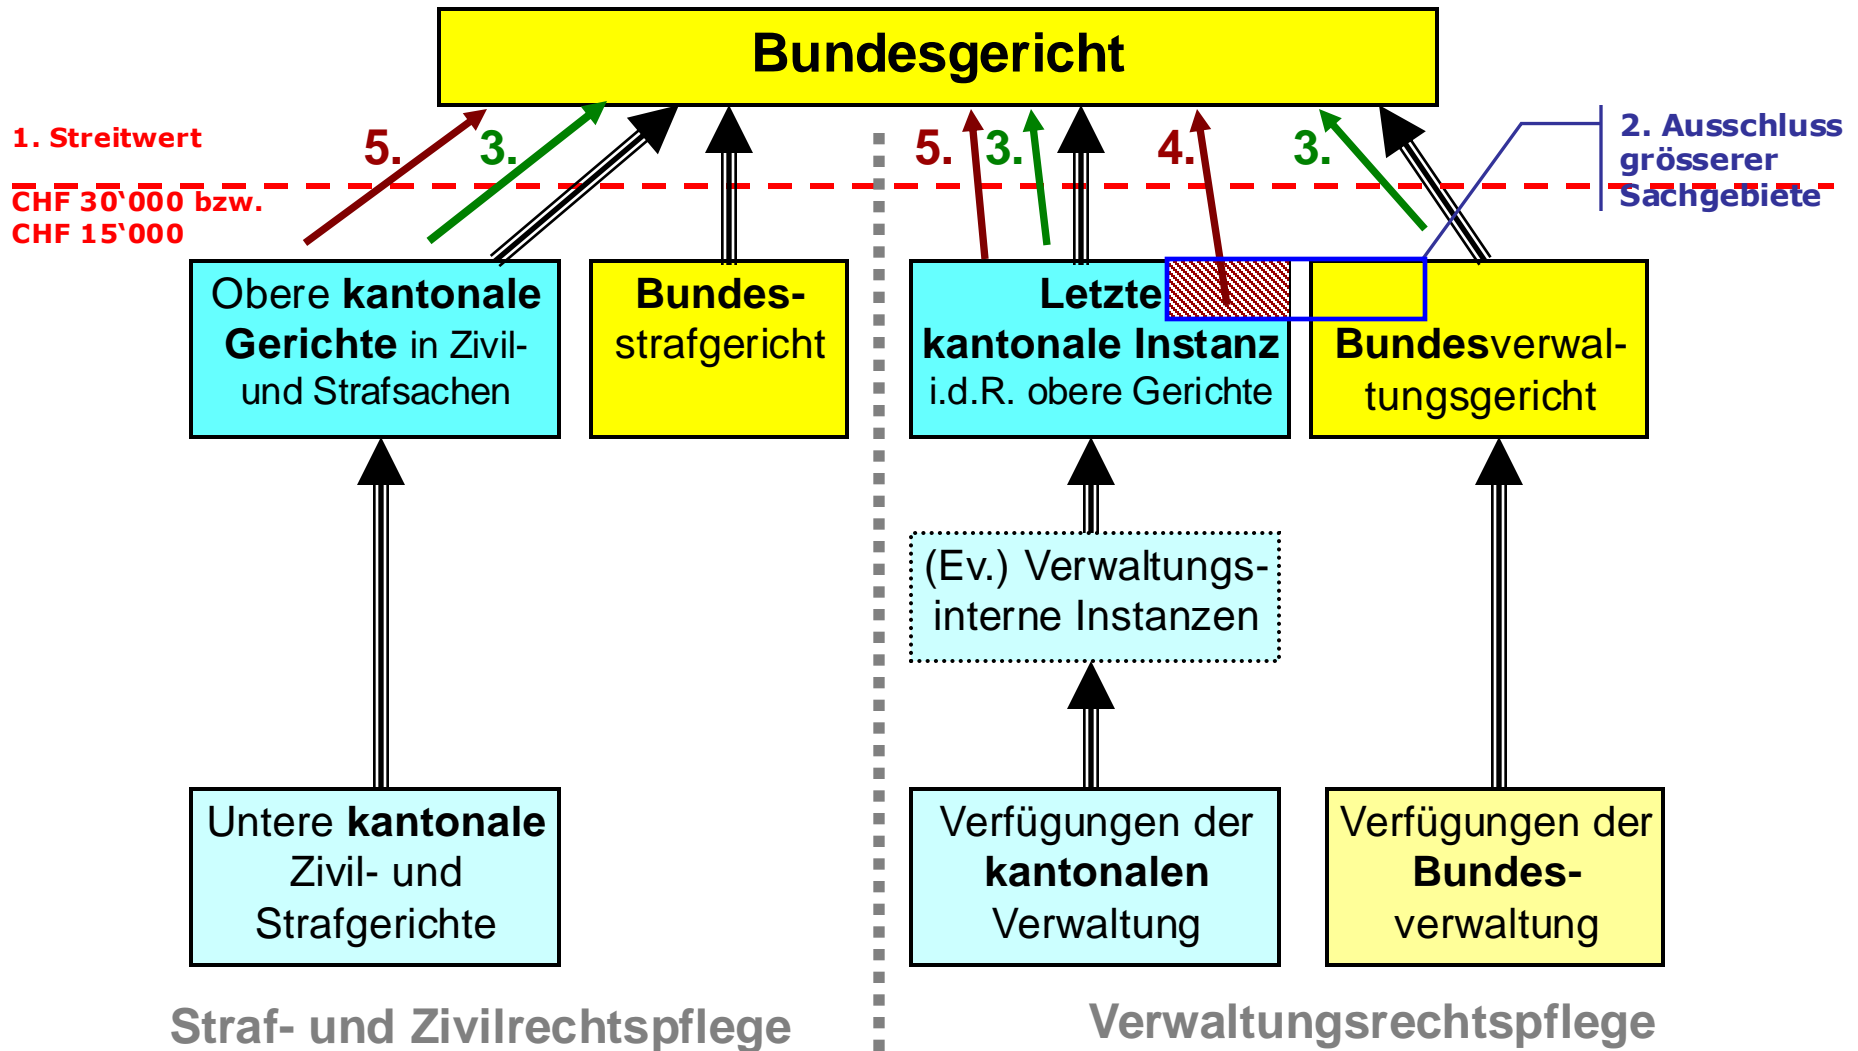 Bundesgericht
1. Streitwert
CHF 30‘000 bzw.
CHF 15‘000
5.
3.
5.
3.
4.
3.
2. Ausschluss
grösserer
Sachgebiete
Obere kantonale
Gerichte in Zivil-
und Strafsachen
Bundes-
strafgericht
Letzte
kantonale Instanz
i.d.R. obere Gerichte
Bundesverwal-
tungsgericht
(Ev.) Verwaltungs-
interne Instanzen
Untere kantonale
Zivil- und
Strafgerichte
Verfügungen der
kantonalen
Verwaltung
Verfügungen der
Bundes-
verwaltung
Straf- und Zivilrechtspflege
Verwaltungsrechtspflege